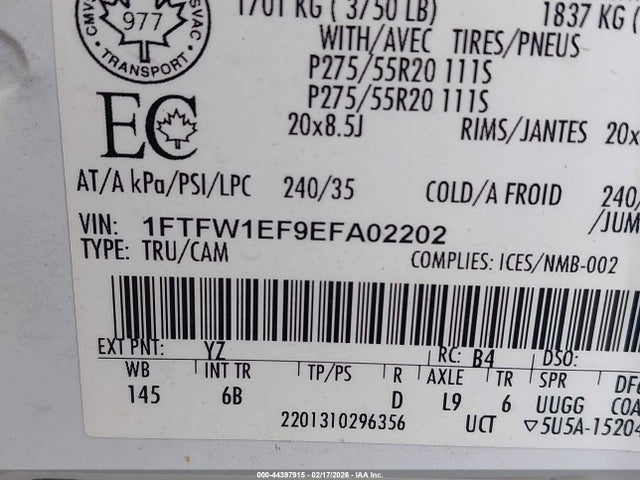 1701 KG ( 3750 LB) 1837 KG (
WITH/AVEC TIRES/PNEUS
P275/55R20 111S
P275/55R20 111S
20x8.5J RIMS/JANTES 20x
977
TRANSPORT
EC
AT/A kPa/PSI/LPC 240/35 COLD/A FROID 240/
/JUM
VIN: 1FTFW1EF9EFA02202
TYPE: TRU/CAM COMPLIES: ICES/NMB-002
EXT PNT: YZ RC: B4 DSO:
WB INT TR TP/PS R AXLE TR SPR
145 6B D L9 6 UUGG COA
2201310296356 UCT ▽5U5A-15204
000-44397915 - 02/17/2026 - IAAI.COM